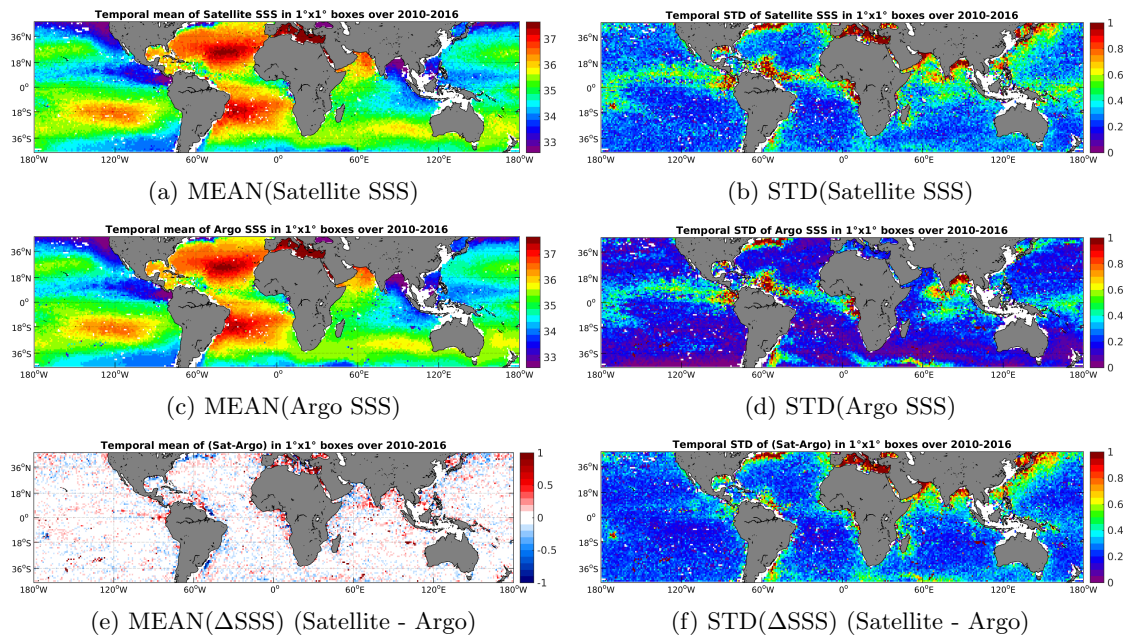 Temporal mean of Satellite SSS in 1°x1° boxes over 2010-2016
36°N
18°N
0°
18°S
36°S
180°W 120°W 60°W 0° 60°E 120°E 180°W
37
36
35
34
33
(a) MEAN(Satellite SSS)
Temporal STD of Satellite SSS in 1°x1° boxes over 2010-2016
36°N
18°N
0°
18°S
36°S
180°W 120°W 60°W 0° 60°E 120°E 180°W
1
0.8
0.6
0.4
0.2
0
(b) STD(Satellite SSS)
Temporal mean of Argo SSS in 1°x1° boxes over 2010-2016
36°N
18°N
0°
18°S
36°S
180°W 120°W 60°W 0° 60°E 120°E 180°W
37
36
35
34
33
(c) MEAN(Argo SSS)
Temporal STD of Argo SSS in 1°x1° boxes over 2010-2016
36°N
18°N
0°
18°S
36°S
180°W 120°W 60°W 0° 60°E 120°E 180°W
1
0.8
0.6
0.4
0.2
0
(d) STD(Argo SSS)
Temporal mean of (Sat-Argo) in 1°x1° boxes over 2010-2016
36°N
18°N
0°
18°S
36°S
180°W 120°W 60°W 0° 60°E 120°E 180°W
1
0.5
0
-0.5
-1
(e) MEAN(ΔSSS) (Satellite - Argo)
Temporal STD of (Sat-Argo) in 1°x1° boxes over 2010-2016
36°N
18°N
0°
18°S
36°S
180°W 120°W 60°W 0° 60°E 120°E 180°W
1
0.8
0.6
0.4
0.2
0
(f) STD(ΔSSS) (Satellite - Argo)